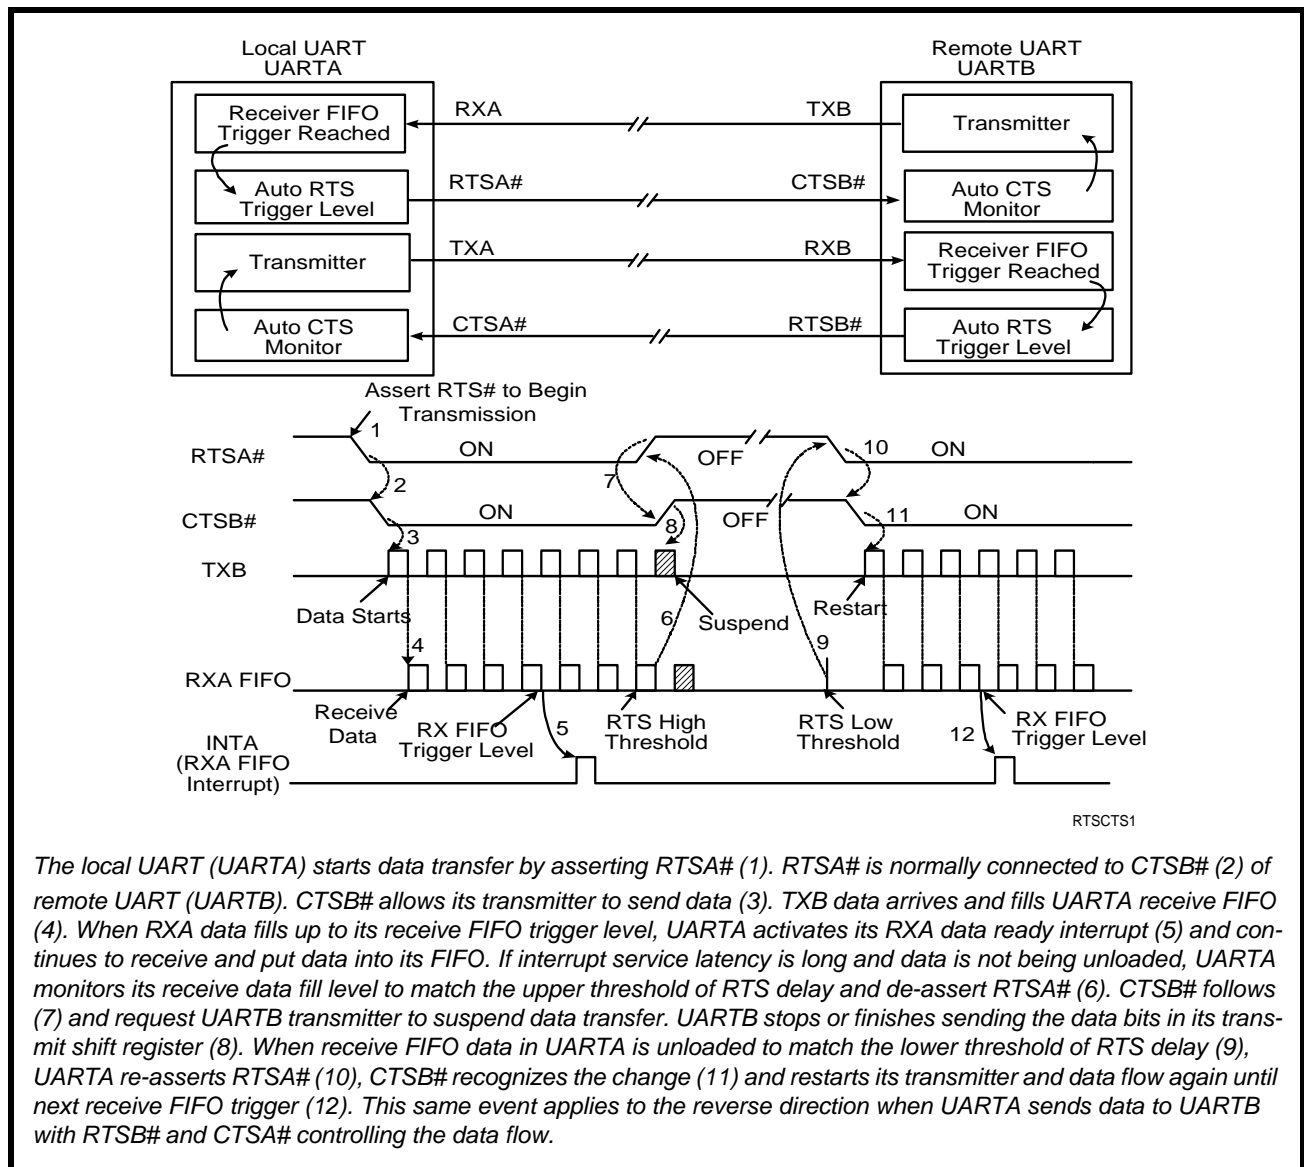 Local UART
UARTA
Remote UART
UARTB
Receiver FIFO
Trigger Reached
RXA
TXB
Transmitter
Auto RTS
Trigger Level
RTSA#
CTSB#
Auto CTS
Monitor
Transmitter
TXA
RXB
Receiver FIFO
Trigger Reached
Auto CTS
Monitor
CTSA#
RTSB#
Auto RTS
Trigger Level
Assert RTS# to Begin
Transmission
RTSA#
1
ON
OFF
10
ON
2
7
CTSB#
ON
8
OFF
11
ON
3
TXB
Data Starts
6
Suspend
Restart
4
9
RXA FIFO
Receive
Data
RX FIFO
Trigger Level
5
RTS High
Threshold
RTS Low
Threshold
12
RX FIFO
Trigger Level
INTA
(RXA FIFO
Interrupt)
RTSCTS1
The local UART (UARTA) starts data transfer by asserting RTSA# (1). RTSA# is normally connected to CTSB# (2) of
remote UART (UARTB). CTSB# allows its transmitter to send data (3). TXB data arrives and fills UARTA receive FIFO
(4). When RXA data fills up to its receive FIFO trigger level, UARTA activates its RXA data ready interrupt (5) and con-
tinues to receive and put data into its FIFO. If interrupt service latency is long and data is not being unloaded, UARTA
monitors its receive data fill level to match the upper threshold of RTS delay and de-assert RTSA# (6). CTSB# follows
(7) and request UARTB transmitter to suspend data transfer. UARTB stops or finishes sending the data bits in its trans-
mit shift register (8). When receive FIFO data in UARTA is unloaded to match the lower threshold of RTS delay (9),
UARTA re-asserts RTSA# (10), CTSB# recognizes the change (11) and restarts its transmitter and data flow again until
next receive FIFO trigger (12). This same event applies to the reverse direction when UARTA sends data to UARTB
with RTSB# and CTSA# controlling the data flow.